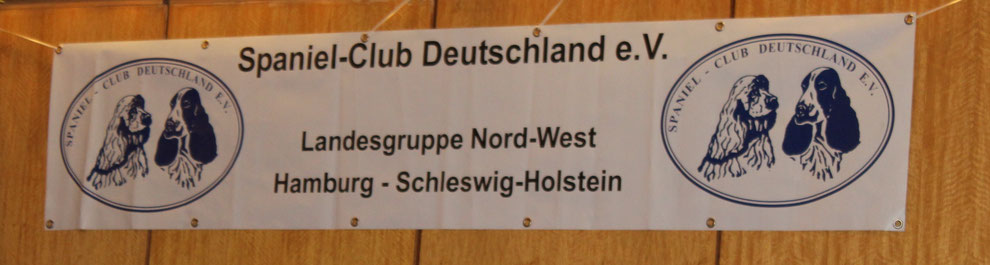 SPANIEL - CLUB DEUTSCHLAND E.V.
Spaniel-Club Deutschland e.V.
Landesgruppe Nord-West
Hamburg - Schleswig-Holstein
SPANIEL - CLUB DEUTSCHLAND E.V.